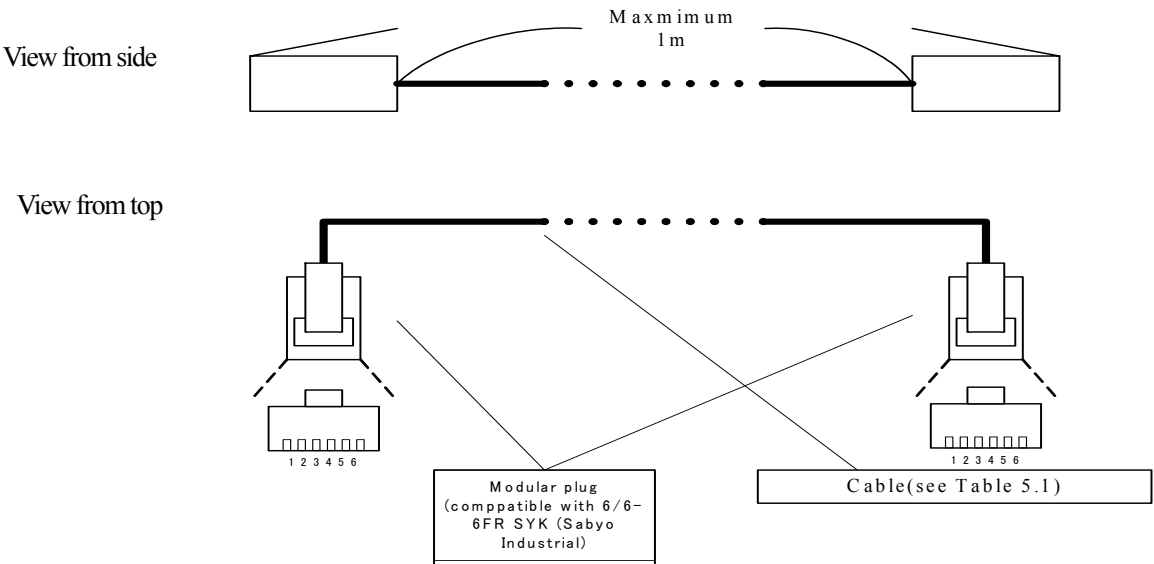 Maxmimum
1m
View from side
View from top
1 2 3 4 5 6
1 2 3 4 5 6
Modular plug
(comppatible with 6/6-
6FR SYK (Sabyo
Industrial)
Cable(see Table 5.1)